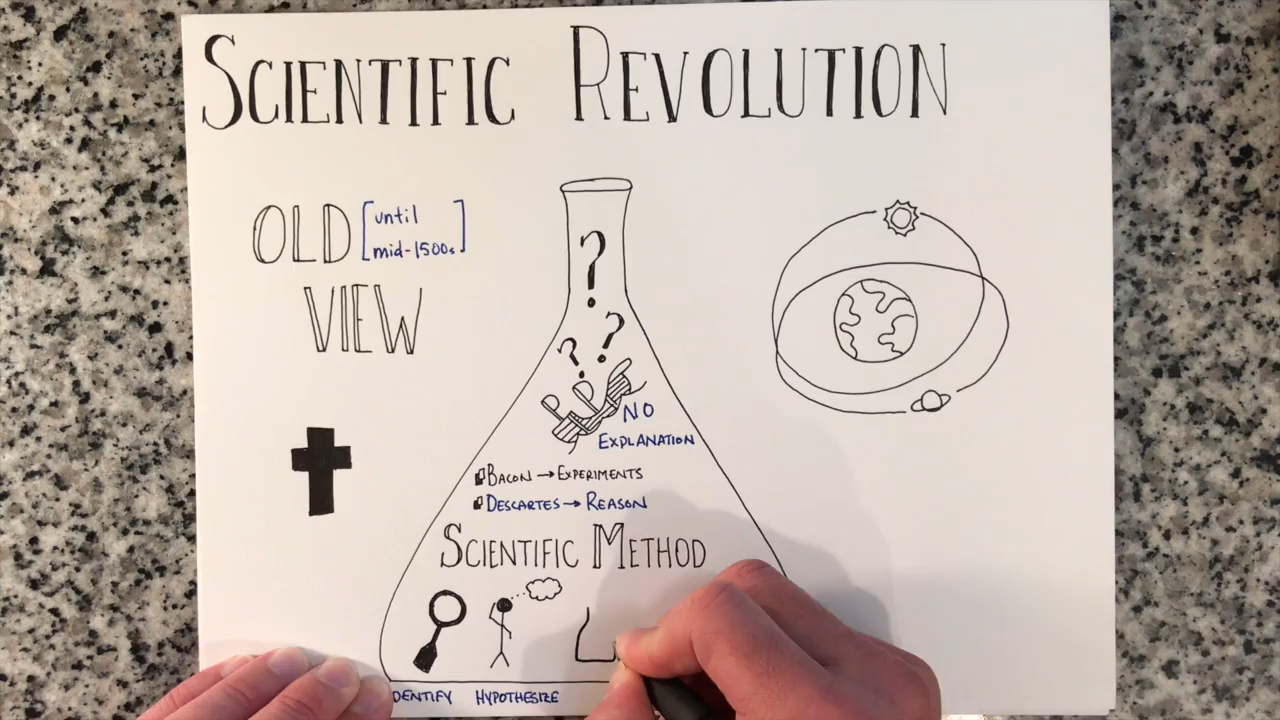 SCIENTIFIC REVOLUTION
OLD [until
mid-1500s]
VIEW
?
? ?
NO
EXPLANATION
BACON → EXPERIMENTS
DESCARTES → REASON
SCIENTIFIC METHOD
DENTIFY HYPOTHESIZE